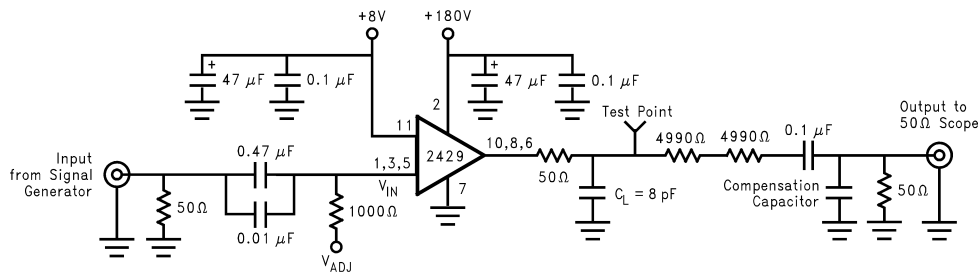 +8V
+180V
+
47 μF
0.1 μF
+
47 μF
0.1 μF
2
11
2429
1,3,5
V_IN
10,8,6
7
Test Point
4990Ω
4990Ω
0.1 μF
Output to
50Ω Scope
Input
from Signal
Generator
0.47 μF
50Ω
0.01 μF
1000Ω
V_ADJ
50Ω
C_L = 8 pF
Compensation
Capacitor
50Ω